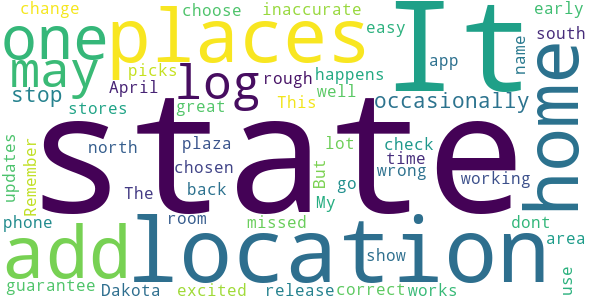 change
choose
inaccurate
early
one
places
It
easy
south
may
picks
log
rough
happens
app
name
stop
April
This
well
occasionally
home
stores
great
state
north
plaza
lot
check
time
updates
Remember
The
chosen
back
But
go
wrong
working
My
phone
room
missed
dont
add
location
show
area
guarantee
Dakota
excited
release
correct
works
use